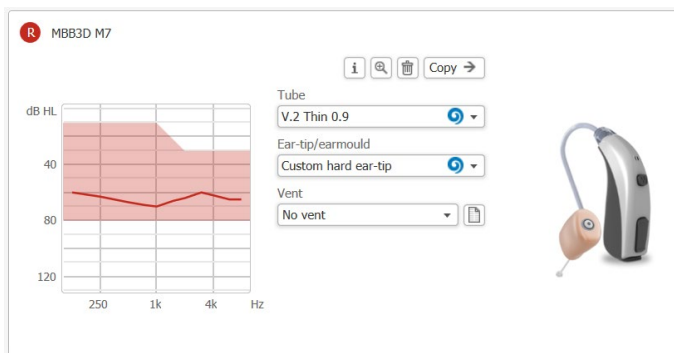 R MBB3D M7
i Copy →
Tube
V.2 Thin 0.9
Ear-tip/earmould
Custom hard ear-tip
Vent
No vent
dB HL
40
80
120
250 1k 4k Hz